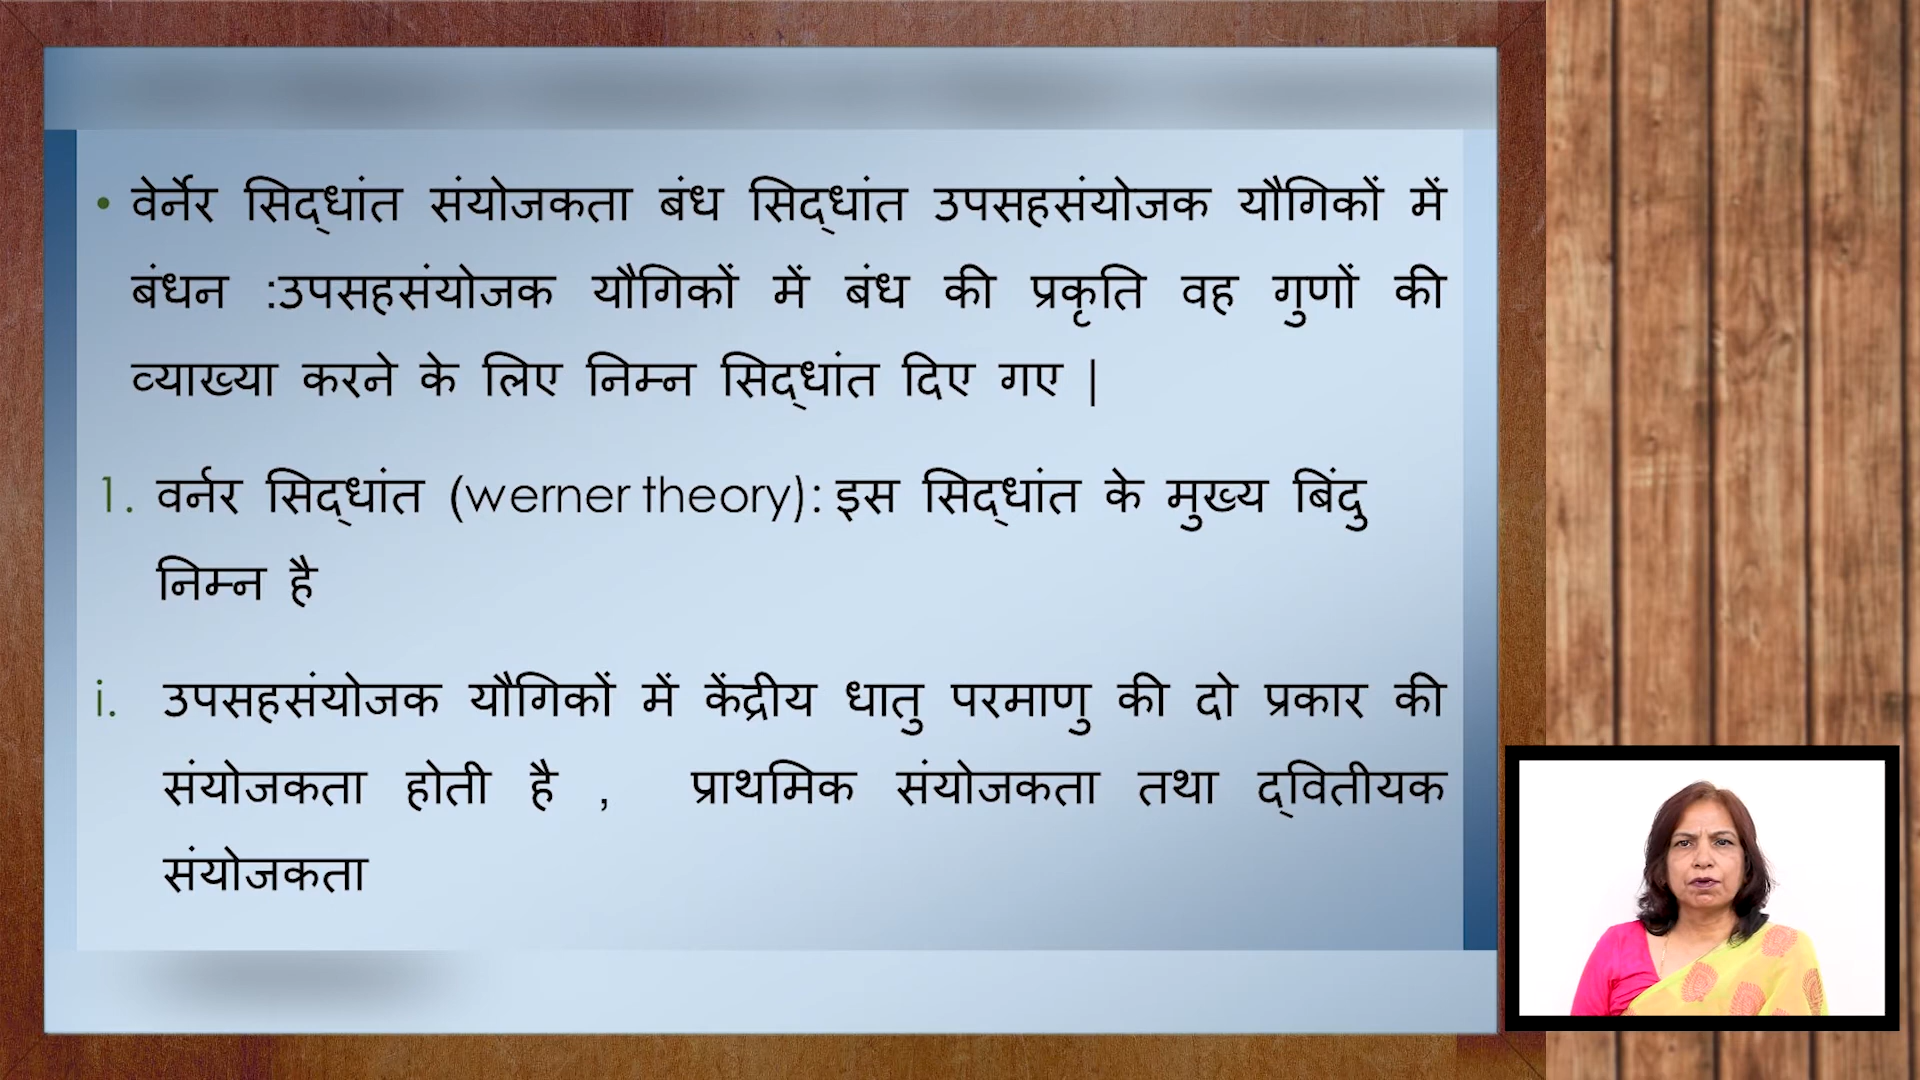 • वेर्नेर सिद्धांत संयोजकता बंध सिद्धांत उपसहसंयोजक यौगिकों में
बंधन :उपसहसंयोजक यौगिकों में बंध की प्रकृति वह गुणों की
व्याख्या करने के लिए निम्न सिद्धांत दिए गए |
1. वर्नर सिद्धांत (werner theory): इस सिद्धांत के मुख्य बिंदु
निम्न है
i. उपसहसंयोजक यौगिकों में केंद्रीय धातु परमाणु की दो प्रकार की
संयोजकता होती है , प्राथमिक संयोजकता तथा द्वितीयक
संयोजकता